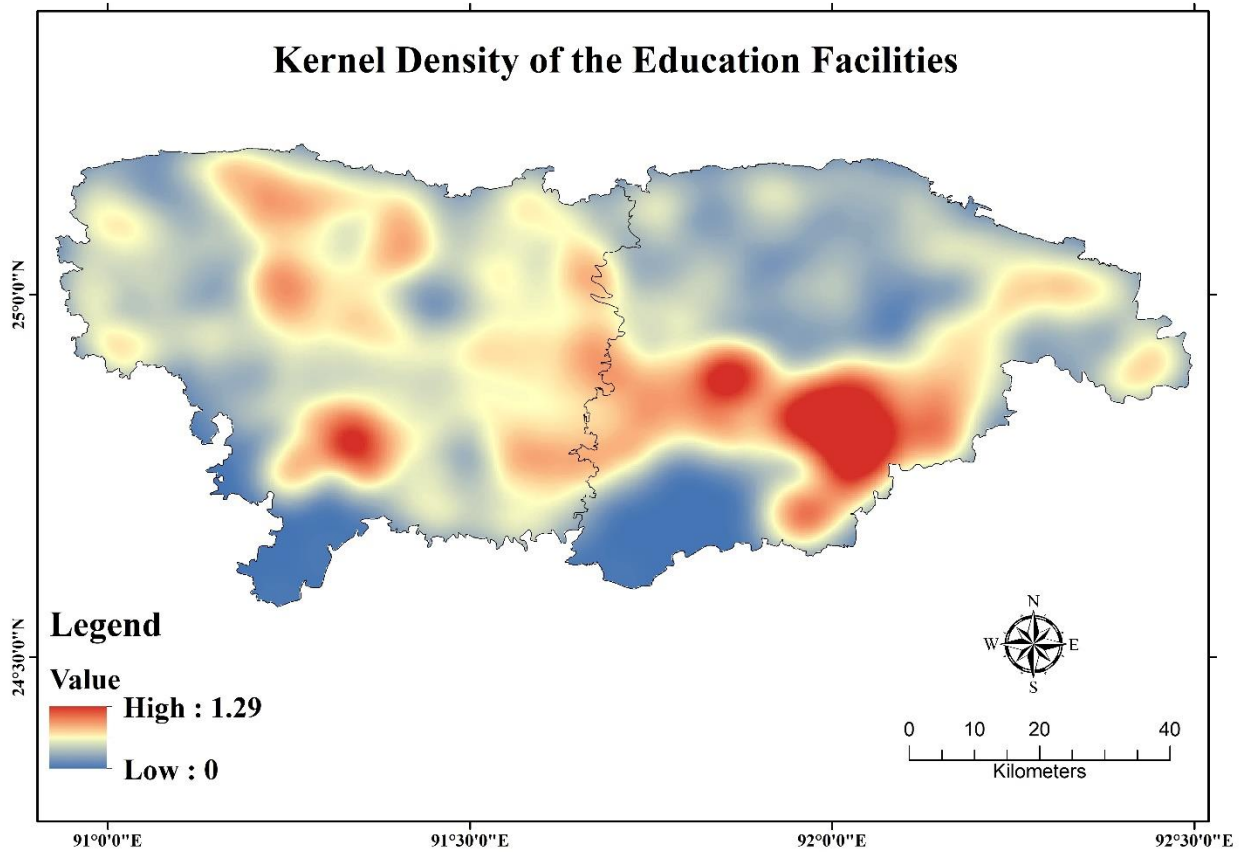 Kernel Density of the Education Facilities
25°0'0"N
24°30'0"N
Legend
Value
High : 1.29
Low : 0
N
W
E
S
0 10 20 40
Kilometers
91°0'0"E 91°30'0"E 92°0'0"E 92°30'0"E